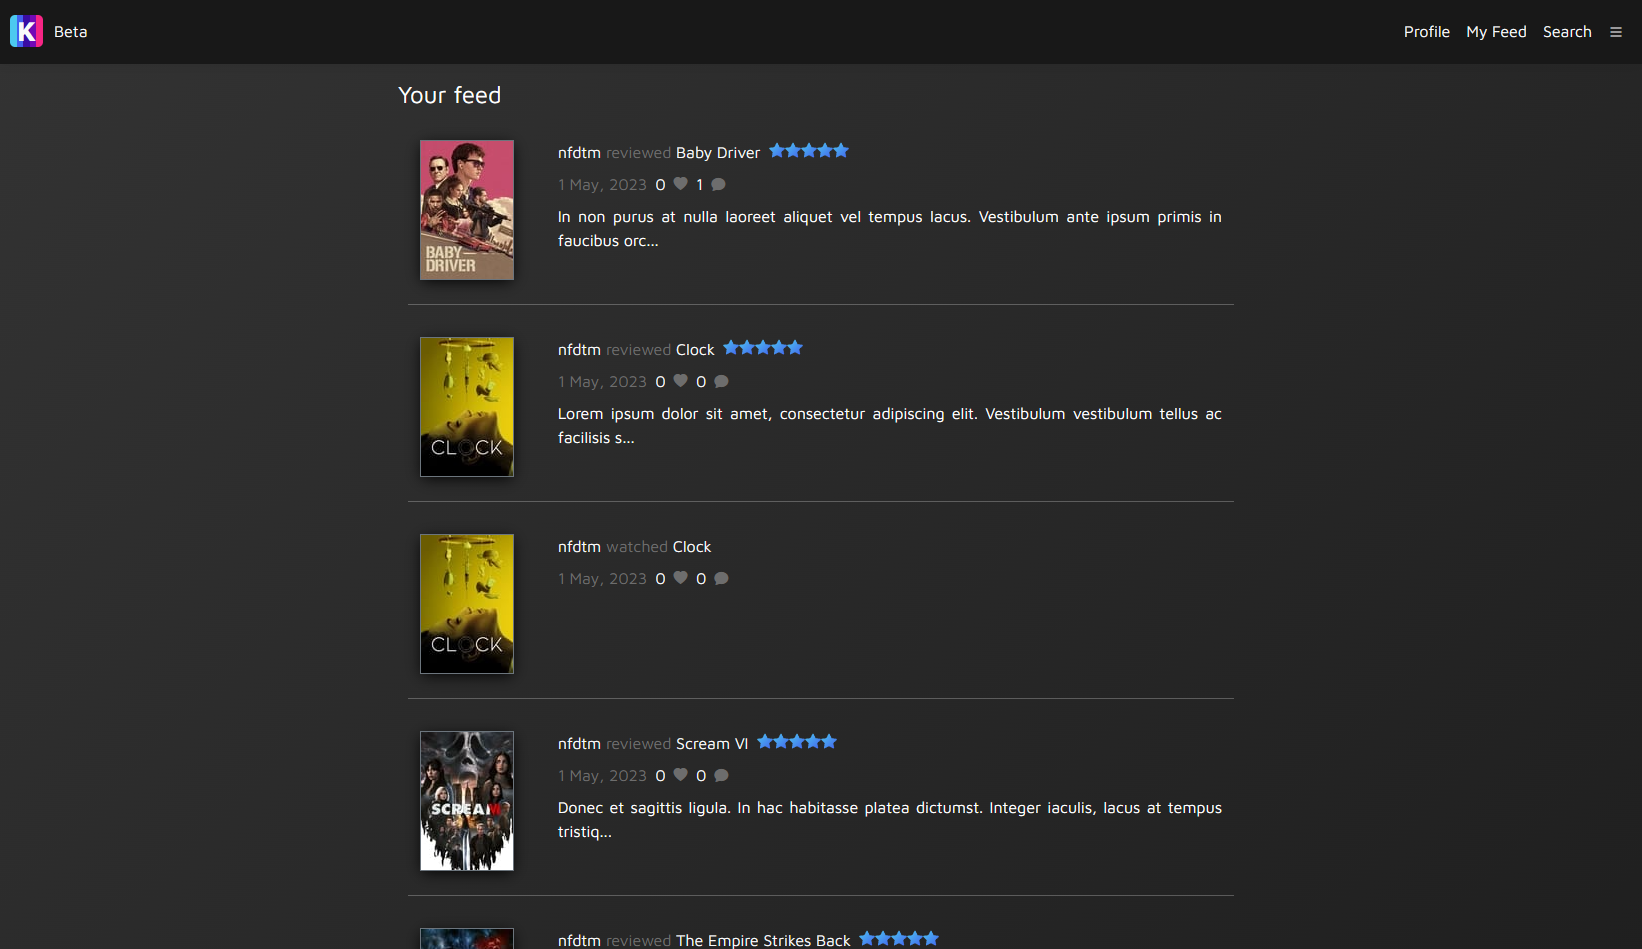 K Beta Profile My Feed Search
Your feed
BABY
DRIVER
nfdtm reviewed Baby Driver
1 May, 2023 0 1
In non purus at nulla laoreet aliquet vel tempus lacus. Vestibulum ante ipsum primis in
faucibus orc...
CLOCK
nfdtm reviewed Clock
1 May, 2023 0 0
Lorem ipsum dolor sit amet, consectetur adipiscing elit. Vestibulum vestibulum tellus ac
facilisis s...
CLOCK
nfdtm watched Clock
1 May, 2023 0 0
SCREAM
nfdtm reviewed Scream VI
1 May, 2023 0 0
Donec et sagittis ligula. In hac habitasse platea dictumst. Integer iaculis, lacus at tempus
tristiq...
nfdtm reviewed The Empire Strikes Back